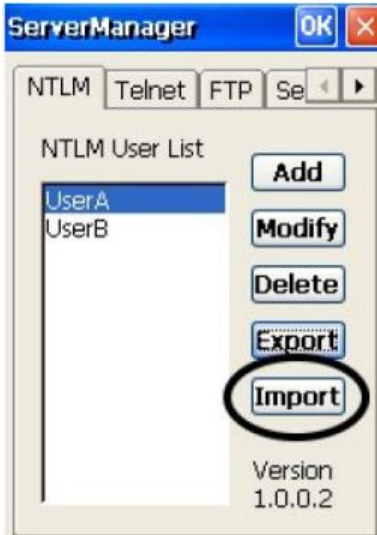 ServerManager OK
NTLM Telnet FTP Se
NTLM User List
Add
UserA
UserB
Modify
Delete
Export
Import
Version
1.0.0.2